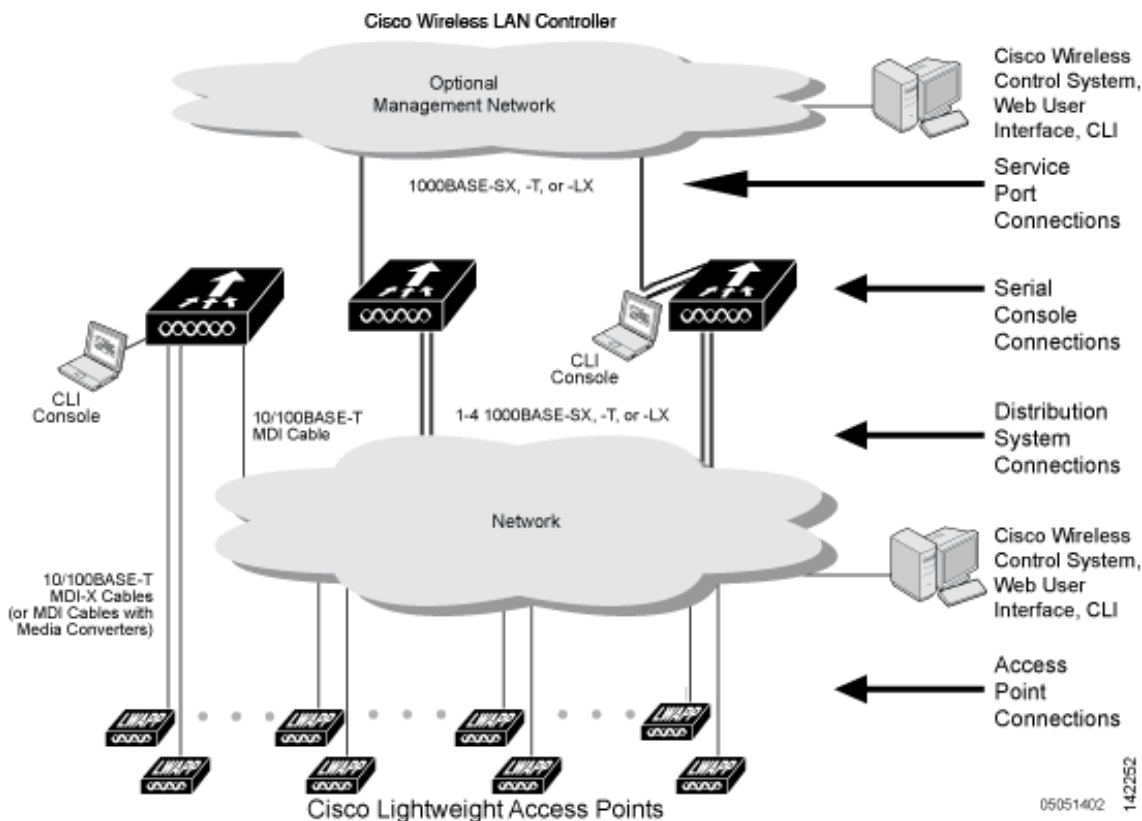 Cisco Wireless LAN Controller
Optional
Management Network
Cisco Wireless
Control System,
Web User
Interface, CLI
1000BASE-SX, -T, or -LX
Service
Port
Connections
Serial
Console
Connections
CLI
Console
CLI
Console
10/100BASE-T
MDI Cable
1-4 1000BASE-SX, -T, or -LX
Distribution
System
Connections
Network
Cisco Wireless
Control System,
Web User
Interface, CLI
10/100BASE-T
MDI-X Cables
(or MDI Cables with
Media Converters)
Access
Point
Connections
LWAPP
LWAPP
LWAPP
LWAPP
LWAPP
LWAPP
LWAPP
LWAPP
Cisco Lightweight Access Points
05051402
142252